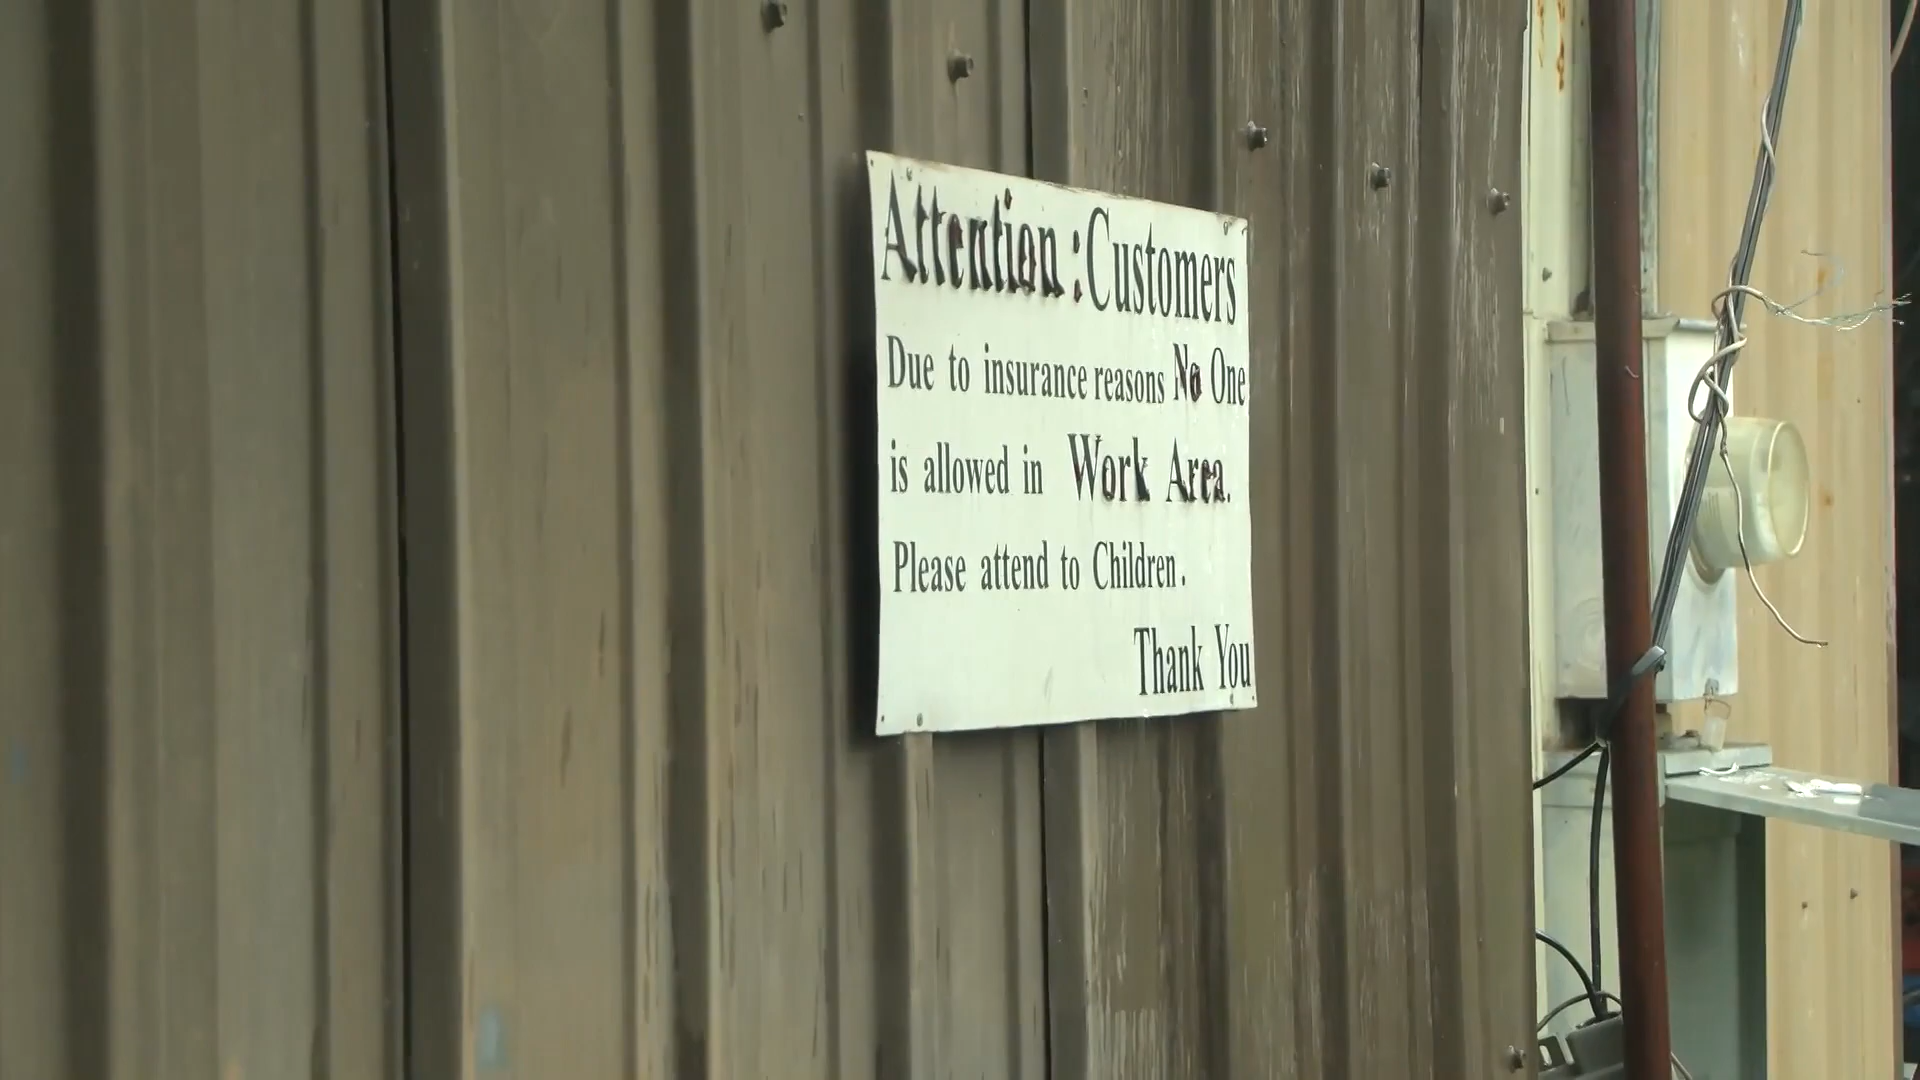 Attention : Customers
Due to insurance reasons No One
is allowed in Work Area.
Please attend to Children.
Thank You